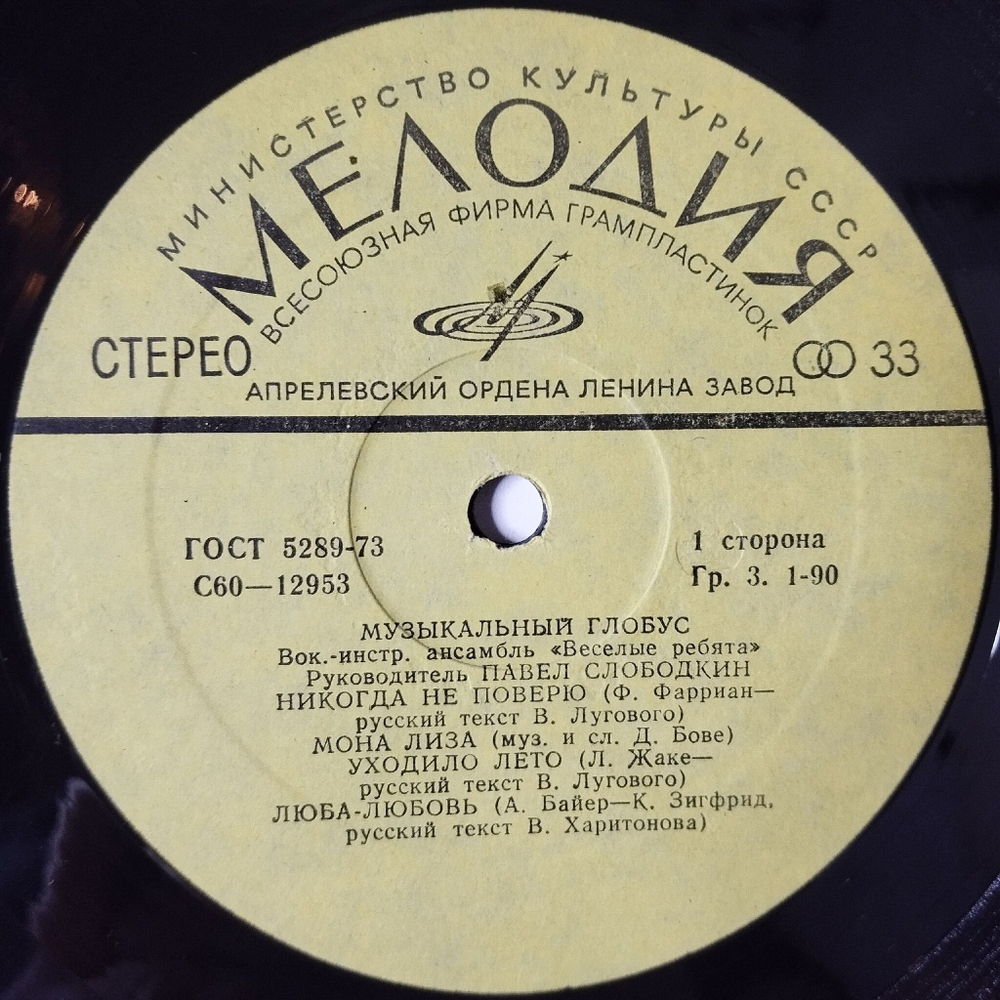 МИНИСТЕРСТВО КУЛЬТУРЫ СССР
МЕЛОДИЯ
ВСЕСОЮЗНАЯ ФИРМА ГРАМПЛАСТИНОК
СТЕРЕО
33
АПРЕЛЕВСКИЙ ОРДЕНА ЛЕНИНА ЗАВОД
ГОСТ 5289-73
С60—12953
1 сторона
Гр. 3. 1-90
МУЗЫКАЛЬНЫЙ ГЛОБУС
Вок.-инстр. ансамбль «Веселые ребята»
Руководитель ПАВЕЛ СЛОБОДКИН
НИКОГДА НЕ ПОВЕРЮ (Ф. Фарриан—
русский текст В. Лугового)
МОНА ЛИЗА (муз. и сл. Д. Бове)
УХОДИЛО ЛЕТО (Л. Жаке—
русский текст В. Лугового)
ЛЮБА-ЛЮБОВЬ (А. Байер—К. Зигфрид,
русский текст В. Харитонова)